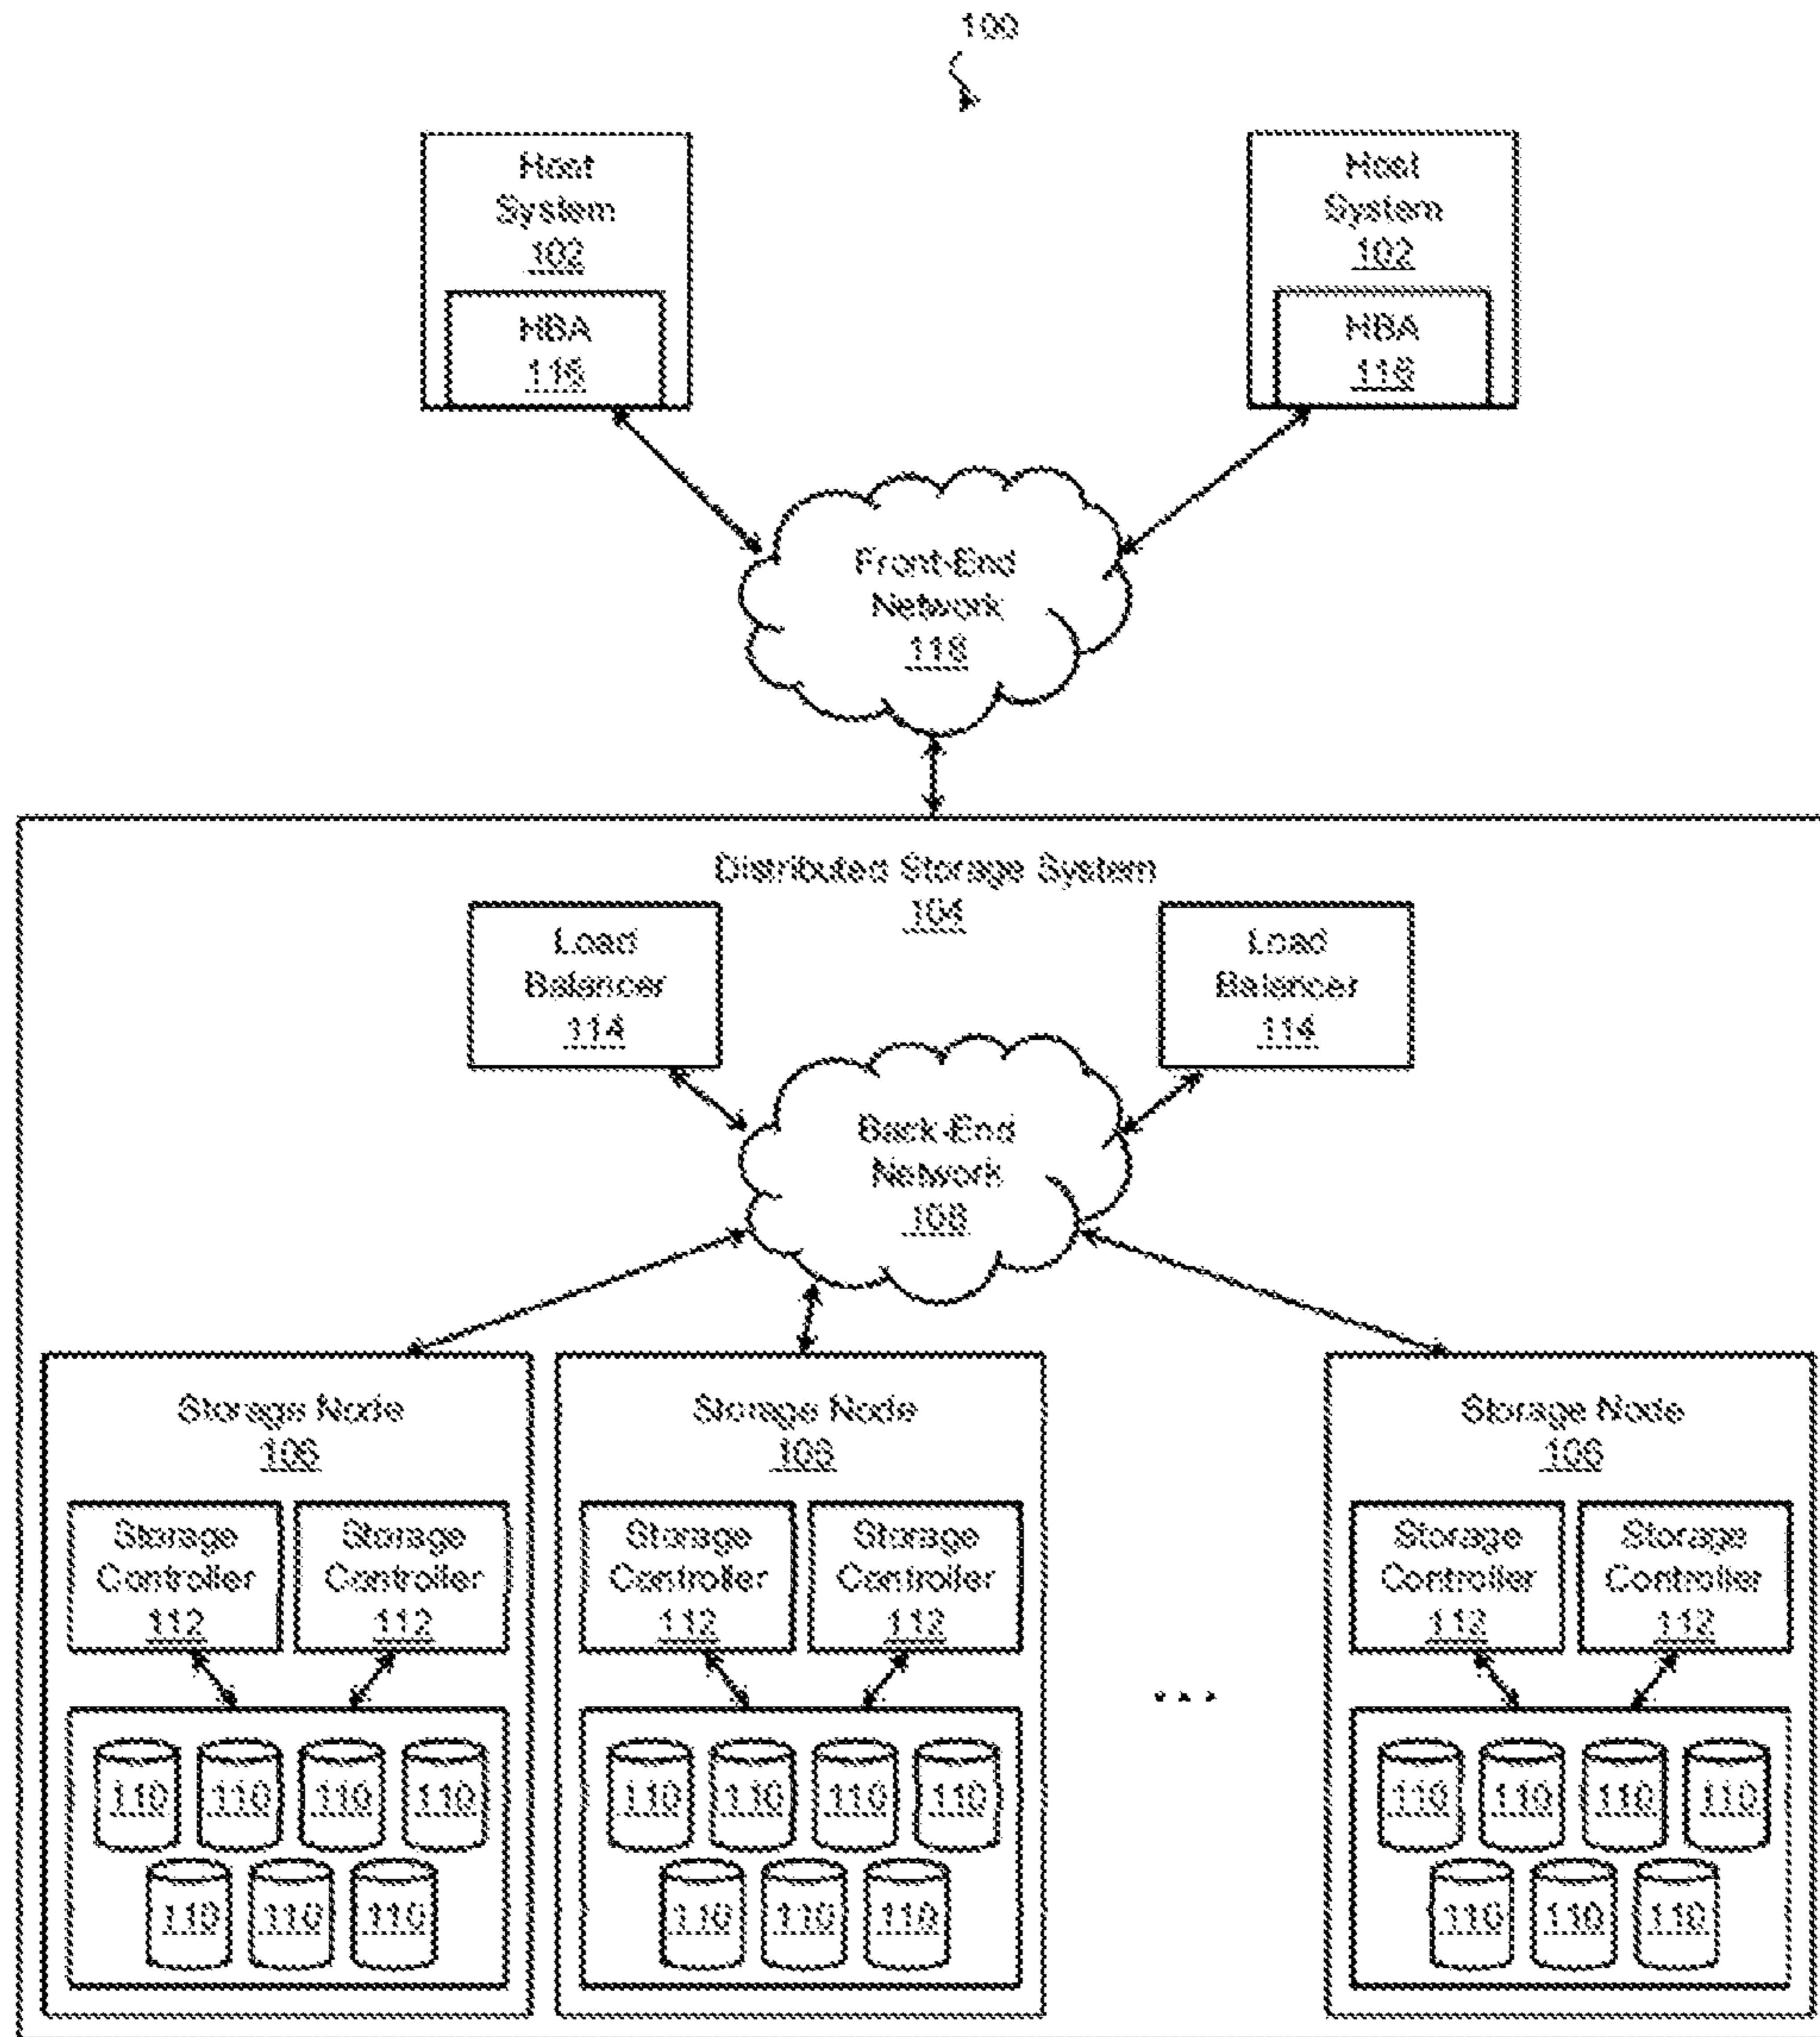 100
Host
System
102
HBA
116
Host
System
102
HBA
116
Front-End
Network
118
Distributed Storage System
104
Load
Balancer
114
Load
Balancer
114
Back-End
Network
108
Storage Node
106
Storage
Controller
112
Storage
Controller
112
110 110 110 110
110 110 110
Storage Node
106
Storage
Controller
112
Storage
Controller
112
110 110 110 110
110 110 110
...
Storage Node
106
Storage
Controller
112
Storage
Controller
112
110 110 110 110
110 110 110